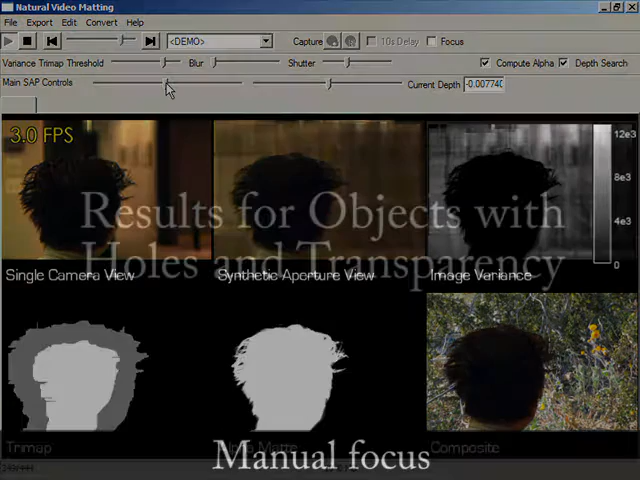 Natural Video Matting
File Export Edit Convert Help
<DEMO> Capture 10s Delay Focus
Variance Trimap Threshold Blur Shutter Compute Alpha Depth Search
Main SAP Controls Current Depth -0.007740
3.0 FPS
12e3
8e3
4e3
0
Results for Objects with
Holes and Transparency
Single Camera View Synthetic Aperture View Image Variance
Trimap Alpha Matte Composite
Manual focus